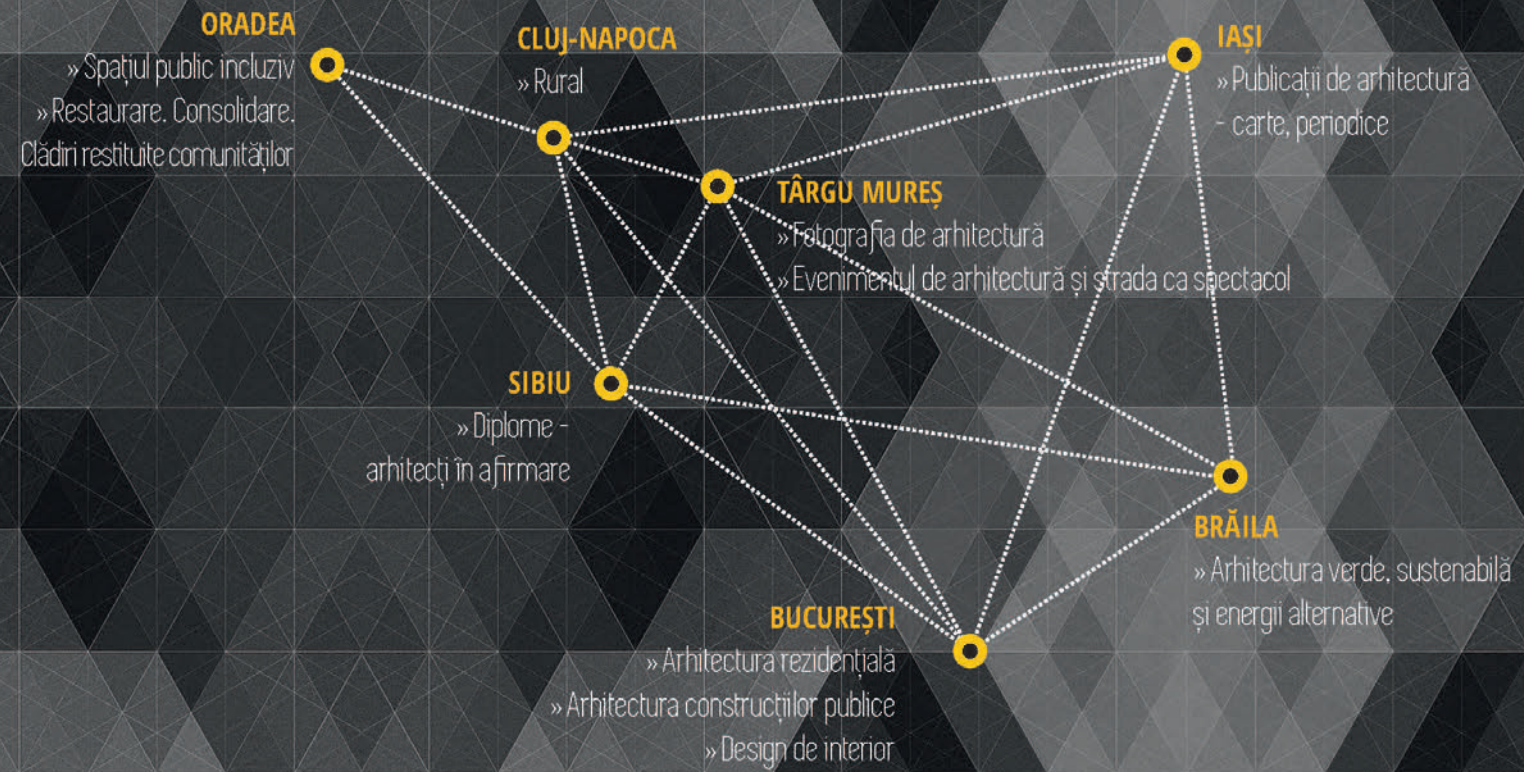 ORADEA
» Spațiul public incluziv
» Restaurare. Consolidare.
Clădiri restituite comunităților
CLUJ-NAPOCA
» Rural
IAȘI
» Publicații de arhitectură
- carte, periodice
TÂRGU MUREȘ
» Fotografia de arhitectură
» Evenimentul de arhitectură și strada ca spectacol
SIBIU
» Diplome -
arhitecți în afirmare
BRĂILA
» Arhitectura verde, sustenabilă
și energii alternative
BUCUREȘTI
» Arhitectura rezidențială
» Arhitectura construcțiilor publice
» Design de interior